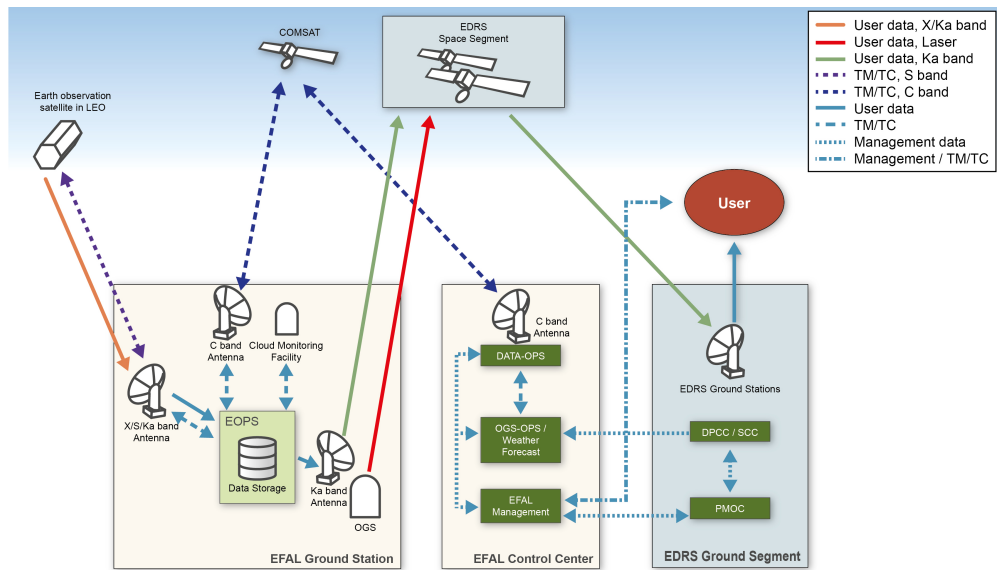 COMSAT
EDRS
Space Segment
Earth observation
satellite in LEO
User data, X/Ka band
User data, Laser
User data, Ka band
TM/TC, S band
TM/TC, C band
User data
TM/TC
Management data
Management / TM/TC
User
C band
Antenna
Cloud Monitoring
Facility
X/S/Ka band
Antenna
EOPS
Data Storage
Ka band
Antenna
OGS
EFAL Ground Station
C band
Antenna
DATA-OPS
OGS-OPS /
Weather
Forecast
EFAL
Management
EFAL Control Center
EDRS Ground Stations
DPCC / SCC
PMOC
EDRS Ground Segment